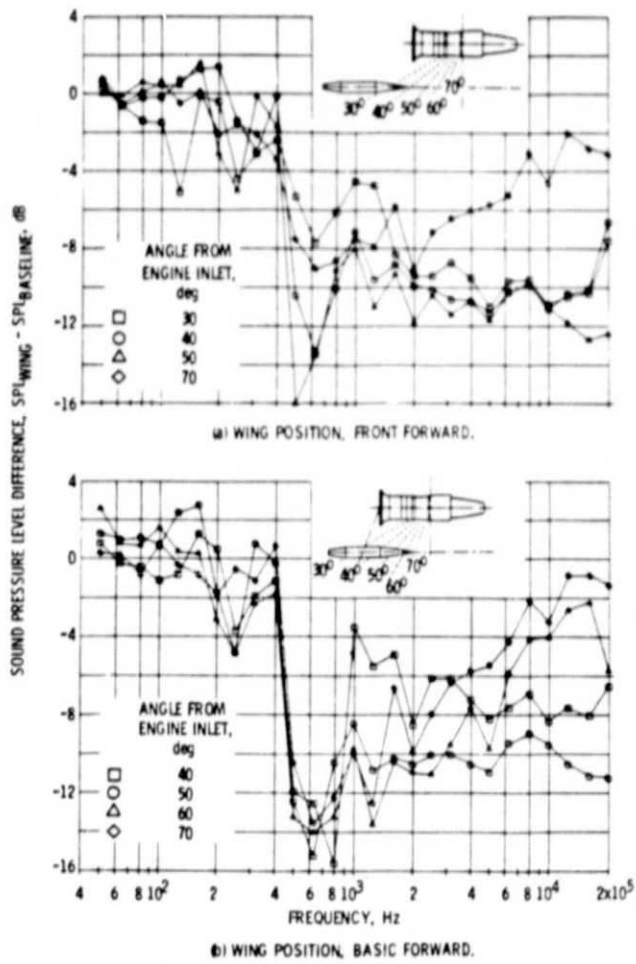 SOUND PRESSURE LEVEL DIFFERENCE, SPL_WING - SPL_BASELINE, dB
4
0
-4
-8
-12
-16
30° 40° 50° 60° 70°
ANGLE FROM
ENGINE INLET,
deg
□ 30
○ 40
△ 50
◇ 70
(a) WING POSITION, FRONT FORWARD.
4
0
-4
-8
-12
-16
30° 40° 50° 60° 70°
ANGLE FROM
ENGINE INLET,
deg
□ 40
○ 50
△ 60
◇ 70
4 6 8 10² 2 4 6 8 10³ 2 4 6 8 10⁴ 2x10⁵
FREQUENCY, Hz
(b) WING POSITION, BASIC FORWARD.